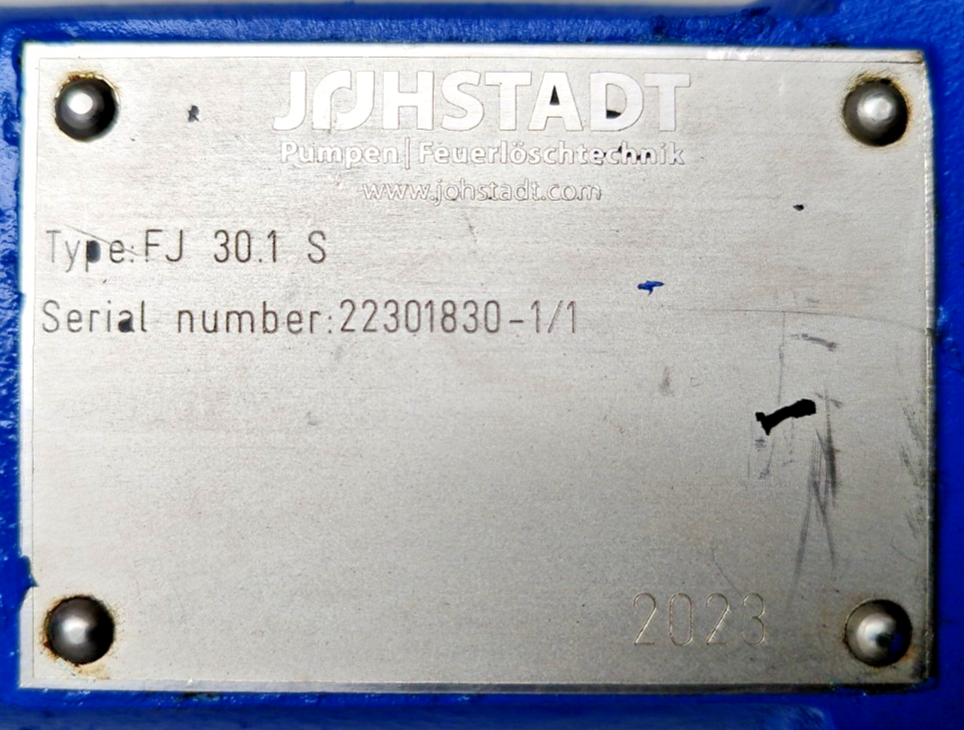 JOHSTADT
Pumpen|Feuerlöschtechnik
www.johstadt.com
Type:FJ 30.1 S
Serial number:22301830-1/1
2023